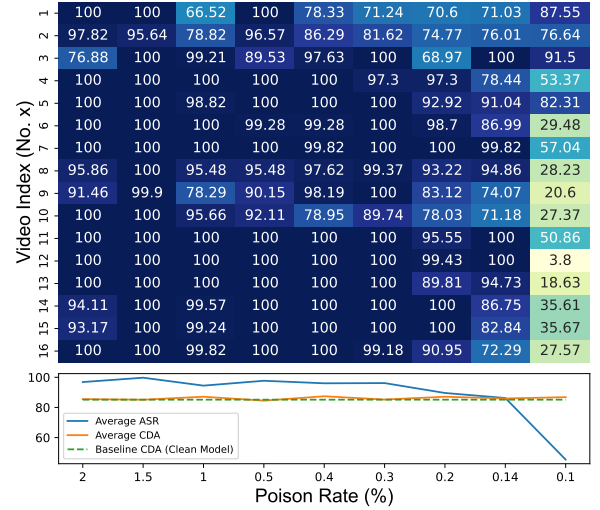 1 100 100 66.52 100 78.33 71.24 70.6 71.03 87.55
2 97.82 95.64 78.82 96.57 86.29 81.62 74.77 76.01 76.64
3 76.88 100 99.21 89.53 97.63 100 68.97 100 91.5
4 100 100 100 100 100 97.3 97.3 78.44 53.37
5 100 100 98.82 100 100 100 92.92 91.04 82.31
6 100 100 100 99.28 99.28 100 98.7 86.99 29.48
7 100 100 100 100 99.82 100 100 99.82 57.04
8 95.86 100 95.48 95.48 97.62 99.37 93.22 94.86 28.23
9 91.46 99.9 78.29 90.15 98.19 100 83.12 74.07 20.6
10 100 100 95.66 92.11 78.95 89.74 78.03 71.18 27.37
11 100 100 100 100 100 100 95.55 100 50.86
12 100 100 100 100 100 100 99.43 100 3.8
13 100 100 100 100 100 100 89.81 94.73 18.63
14 94.11 100 99.57 100 100 100 100 86.75 35.61
15 93.17 100 99.24 100 100 100 100 82.84 35.67
16 100 100 99.82 100 100 99.18 90.95 72.29 27.57
Video Index (No. x)
100
80
60
Average ASR
Average CDA
Baseline CDA (Clean Model)
2 1.5 1 0.5 0.4 0.3 0.2 0.14 0.1
Poison Rate (%)